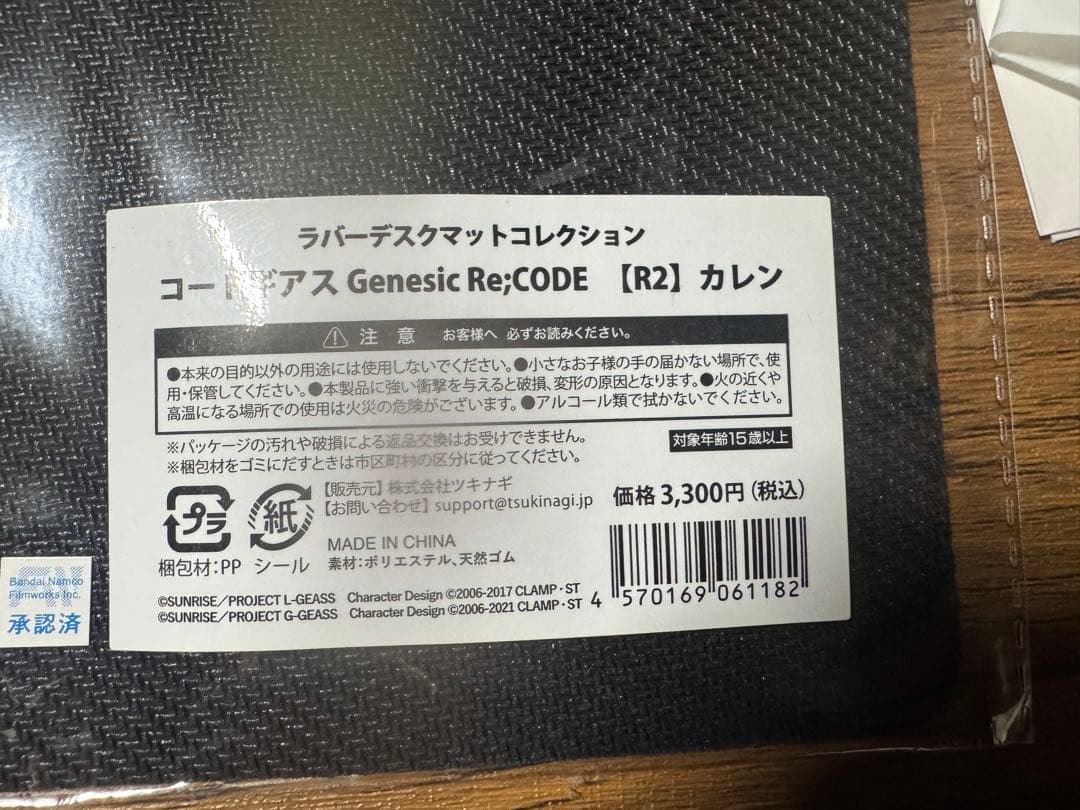 ラバーデスクマットコレクション
コードギアス Genesic Re;CODE 【R2】カレン
注 意 お客様へ 必ずお読みください。
●本来の目的以外の用途には使用しないでください。●小さなお子様の手の届かない場所で、使
用・保管してください。●本製品に強い衝撃を与えると破損、変形の原因となります。●火の近くや
高温になる場所での使用は火災の危険がございます。●アルコール類で拭かないでください。
※パッケージの汚れや破損による返品交換はお受けできません。
対象年齢15歳以上
※梱包材をゴミにだすときは市区町村の区分に従ってください。
プラ
紙
【販売元】株式会社ツキナギ
【お問い合わせ】support@tsukinagi.jp
価格 3,300円（税込）
MADE IN CHINA
梱包材：PP シール
素材：ポリエステル、天然ゴム
©SUNRISE／PROJECT L-GEASS Character Design ©2006-2017 CLAMP・ST
©SUNRISE／PROJECT G-GEASS Character Design ©2006-2021 CLAMP・ST
4 570169 061182
Bandai Namco
Filmworks Inc.
承認済